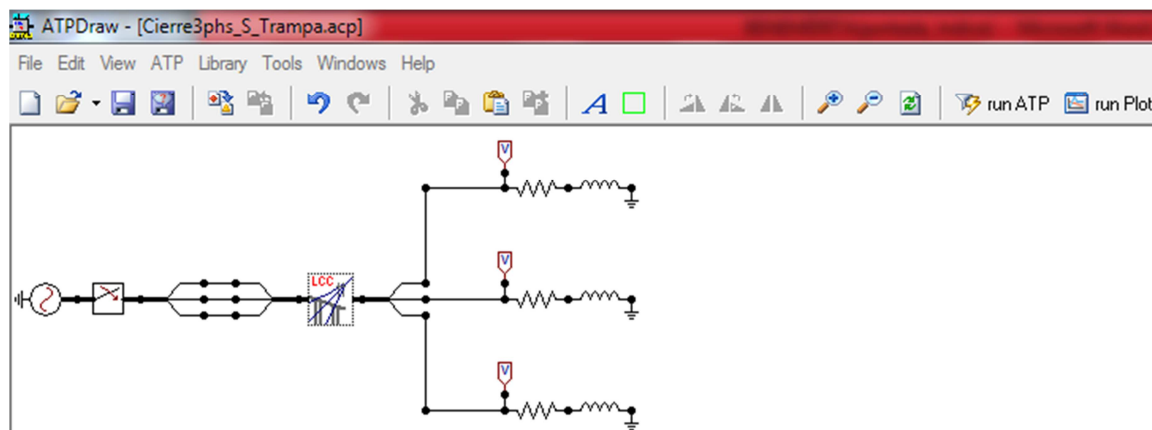 ATPDraw - [Cierre3phs_S_Trampa.acp]
File Edit View ATP Library Tools Windows Help
A run ATP run Plot
V
LCC
V
V